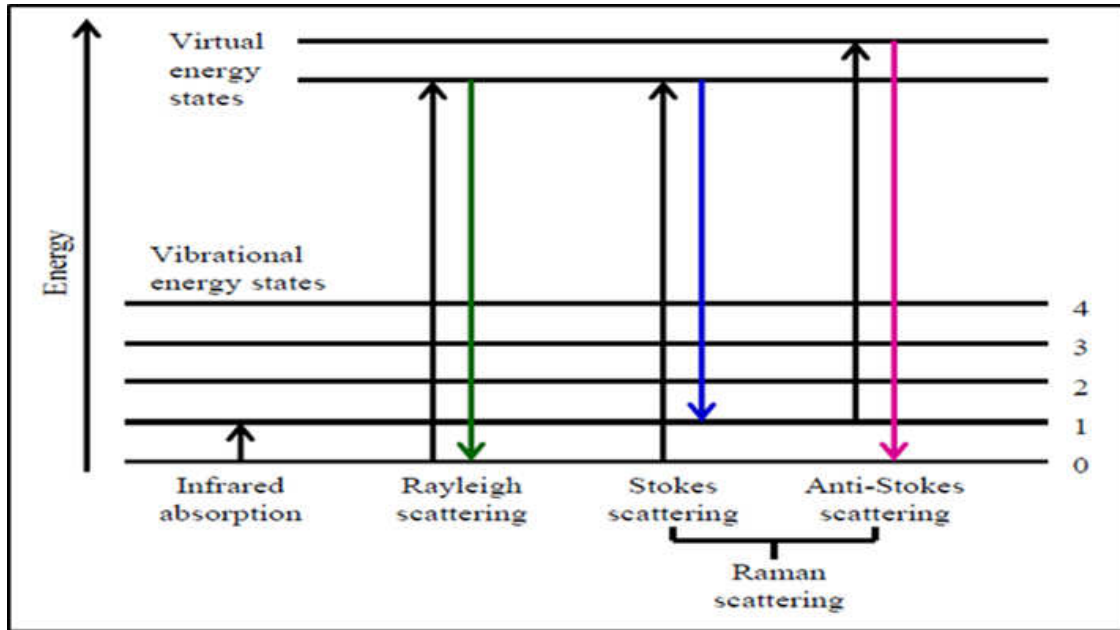 Virtual
energy
states
Energy
Vibrational
energy states
4
3
2
1
0
Infrared
absorption
Rayleigh
scattering
Stokes
scattering
Anti-Stokes
scattering
Raman
scattering